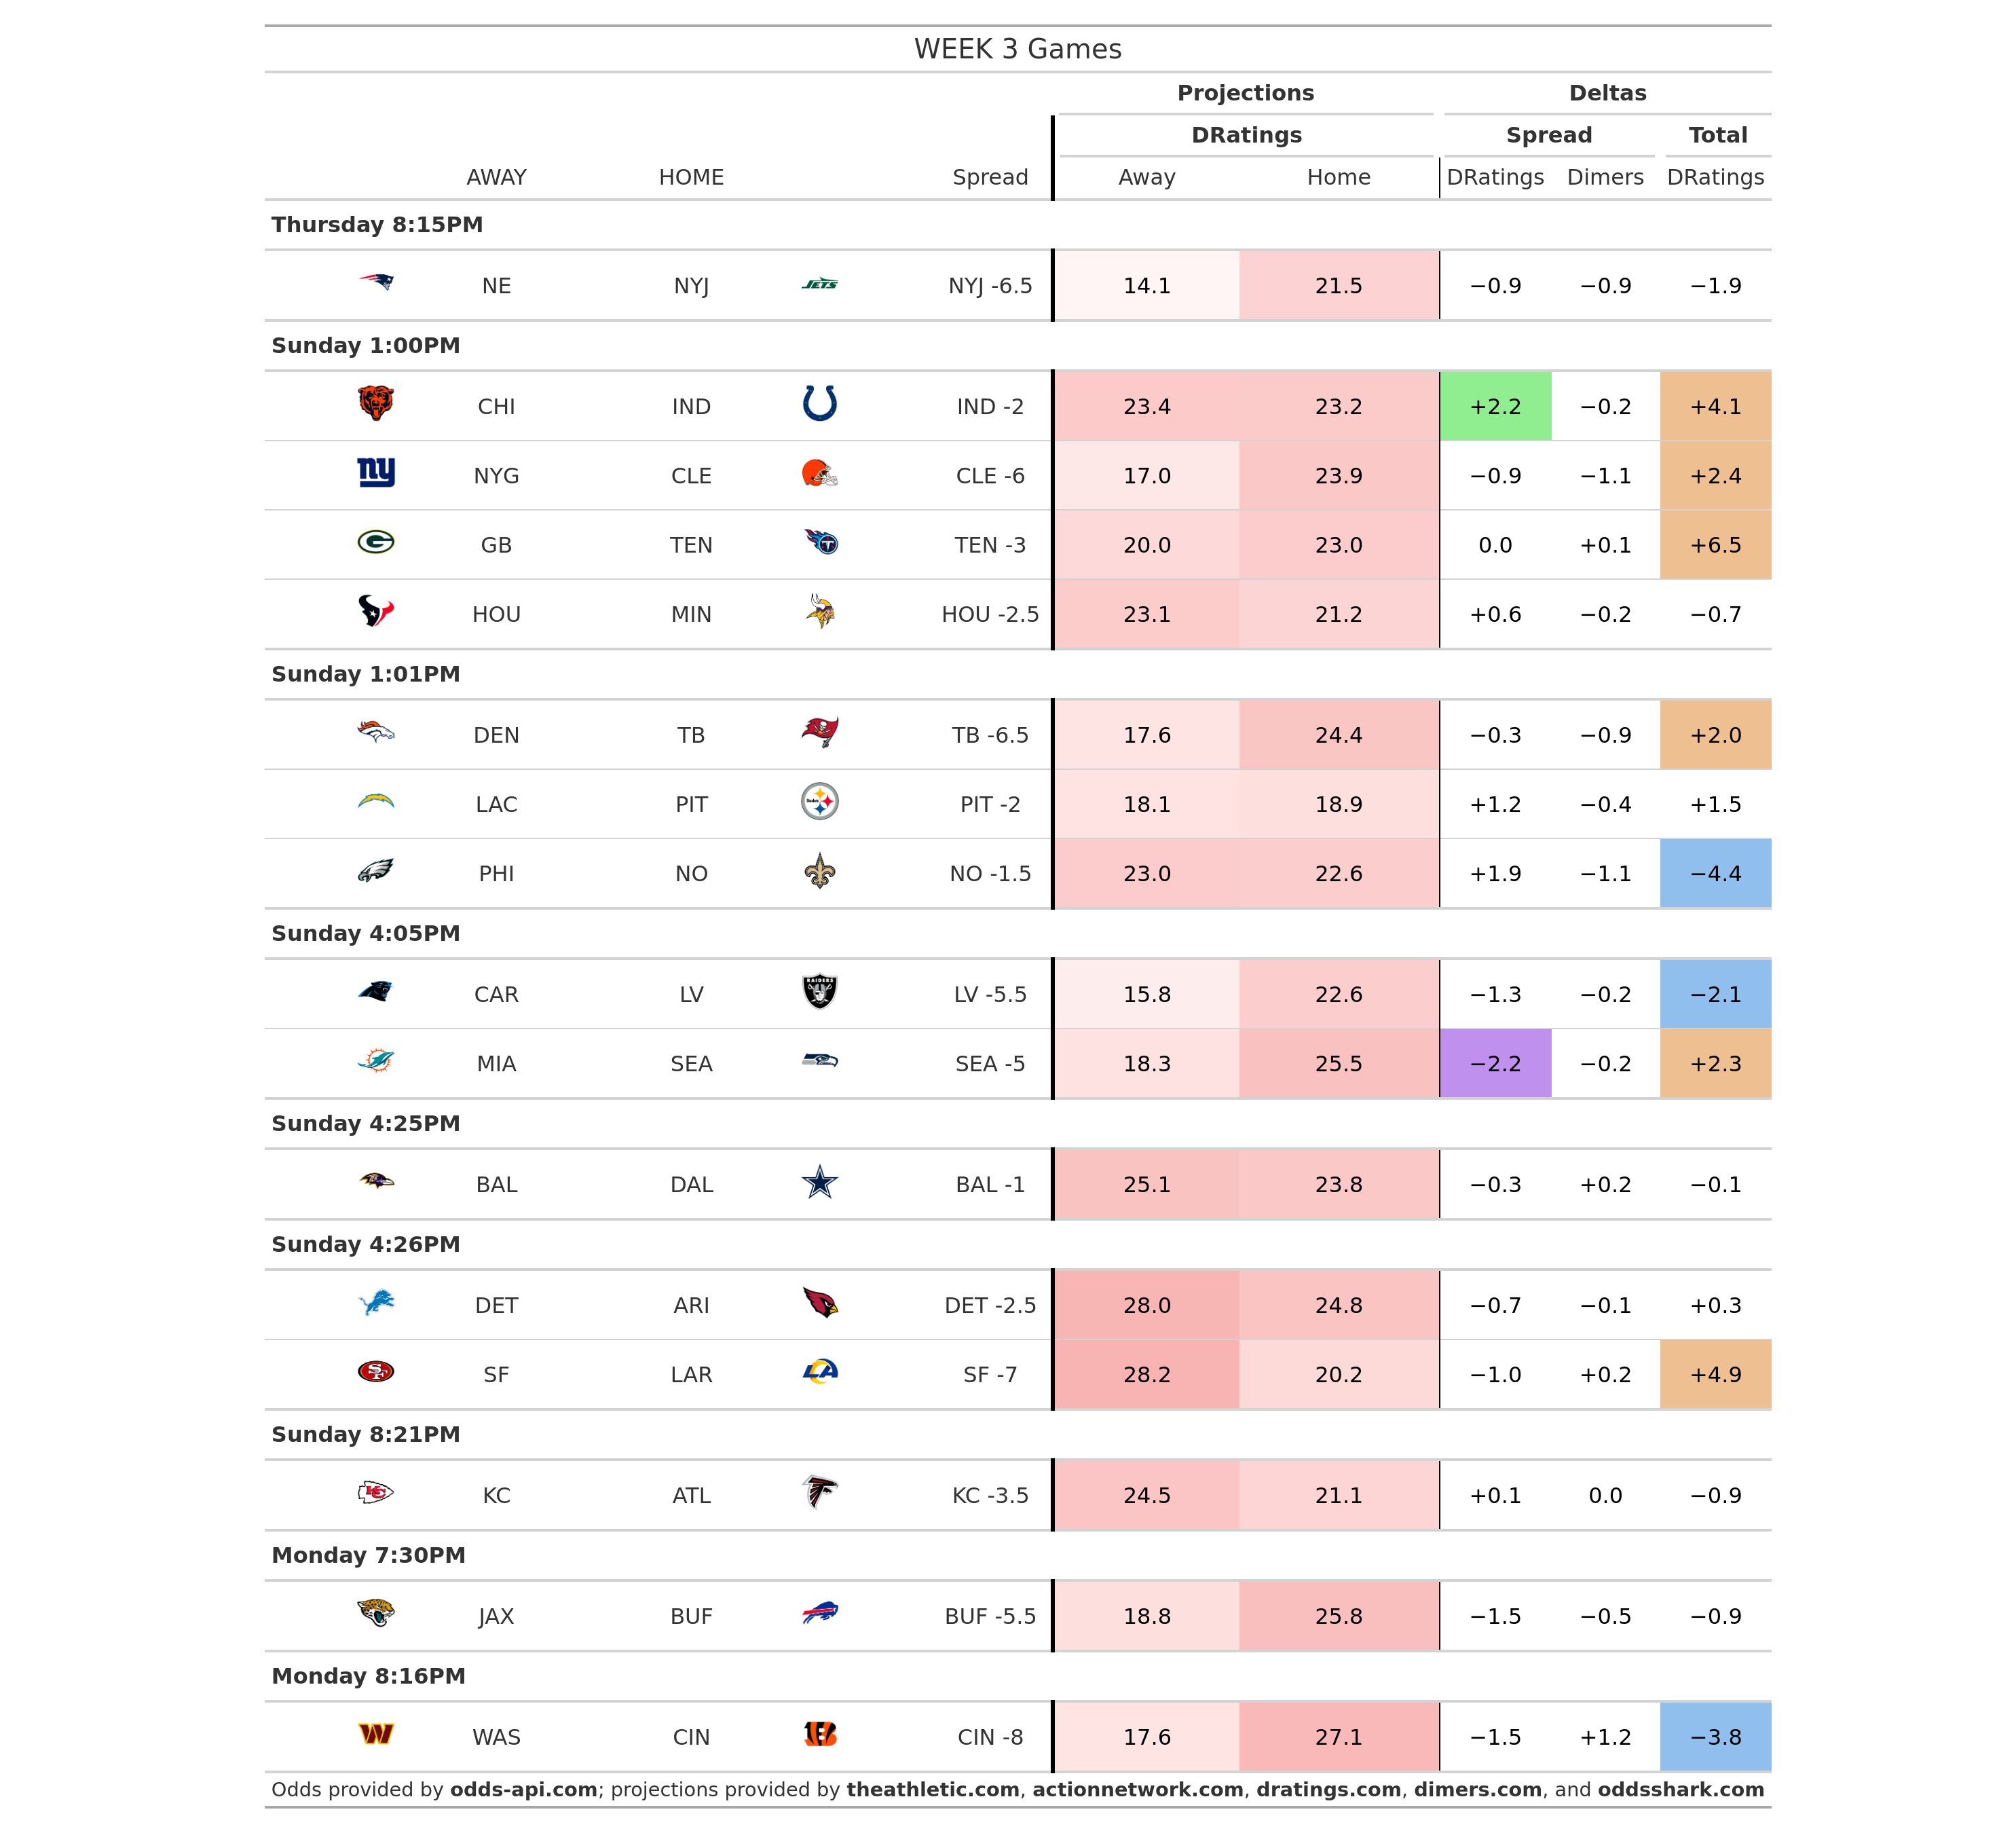 WEEK 3 Games
Projections Deltas
DRatings Spread Total
AWAY HOME Spread Away Home DRatings Dimers DRatings
Thursday 8:15PM
NE NYJ JETS NYJ -6.5 14.1 21.5 −0.9 −0.9 −1.9
Sunday 1:00PM
CHI IND IND -2 23.4 23.2 +2.2 −0.2 +4.1
ny NYG CLE CLE -6 17.0 23.9 −0.9 −1.1 +2.4
G GB TEN T TEN -3 20.0 23.0 0.0 +0.1 +6.5
HOU MIN HOU -2.5 23.1 21.2 +0.6 −0.2 −0.7
Sunday 1:01PM
DEN TB TB -6.5 17.6 24.4 −0.3 −0.9 +2.0
LAC PIT Steelers PIT -2 18.1 18.9 +1.2 −0.4 +1.5
PHI NO NO -1.5 23.0 22.6 +1.9 −1.1 −4.4
Sunday 4:05PM
CAR LV RAIDERS LV -5.5 15.8 22.6 −1.3 −0.2 −2.1
MIA SEA SEA -5 18.3 25.5 −2.2 −0.2 +2.3
Sunday 4:25PM
BAL DAL BAL -1 25.1 23.8 −0.3 +0.2 −0.1
Sunday 4:26PM
DET ARI DET -2.5 28.0 24.8 −0.7 −0.1 +0.3
SF SF LAR LA SF -7 28.2 20.2 −1.0 +0.2 +4.9
Sunday 8:21PM
KC KC ATL KC -3.5 24.5 21.1 +0.1 0.0 −0.9
Monday 7:30PM
JAX BUF BUF -5.5 18.8 25.8 −1.5 −0.5 −0.9
Monday 8:16PM
W WAS CIN B CIN -8 17.6 27.1 −1.5 +1.2 −3.8
Odds provided by odds-api.com; projections provided by theathletic.com, actionnetwork.com, dratings.com, dimers.com, and oddsshark.com